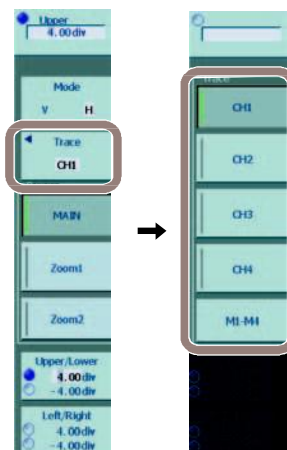 Upper
4.00div
Mode
V H
Trace
CH1
MAIN
Zoom1
Zoom2
Upper/Lower
4.00div
-4.00div
Left/Right
4.00div
-4.00div
Trace
CH1
CH2
CH3
CH4
M1-M4